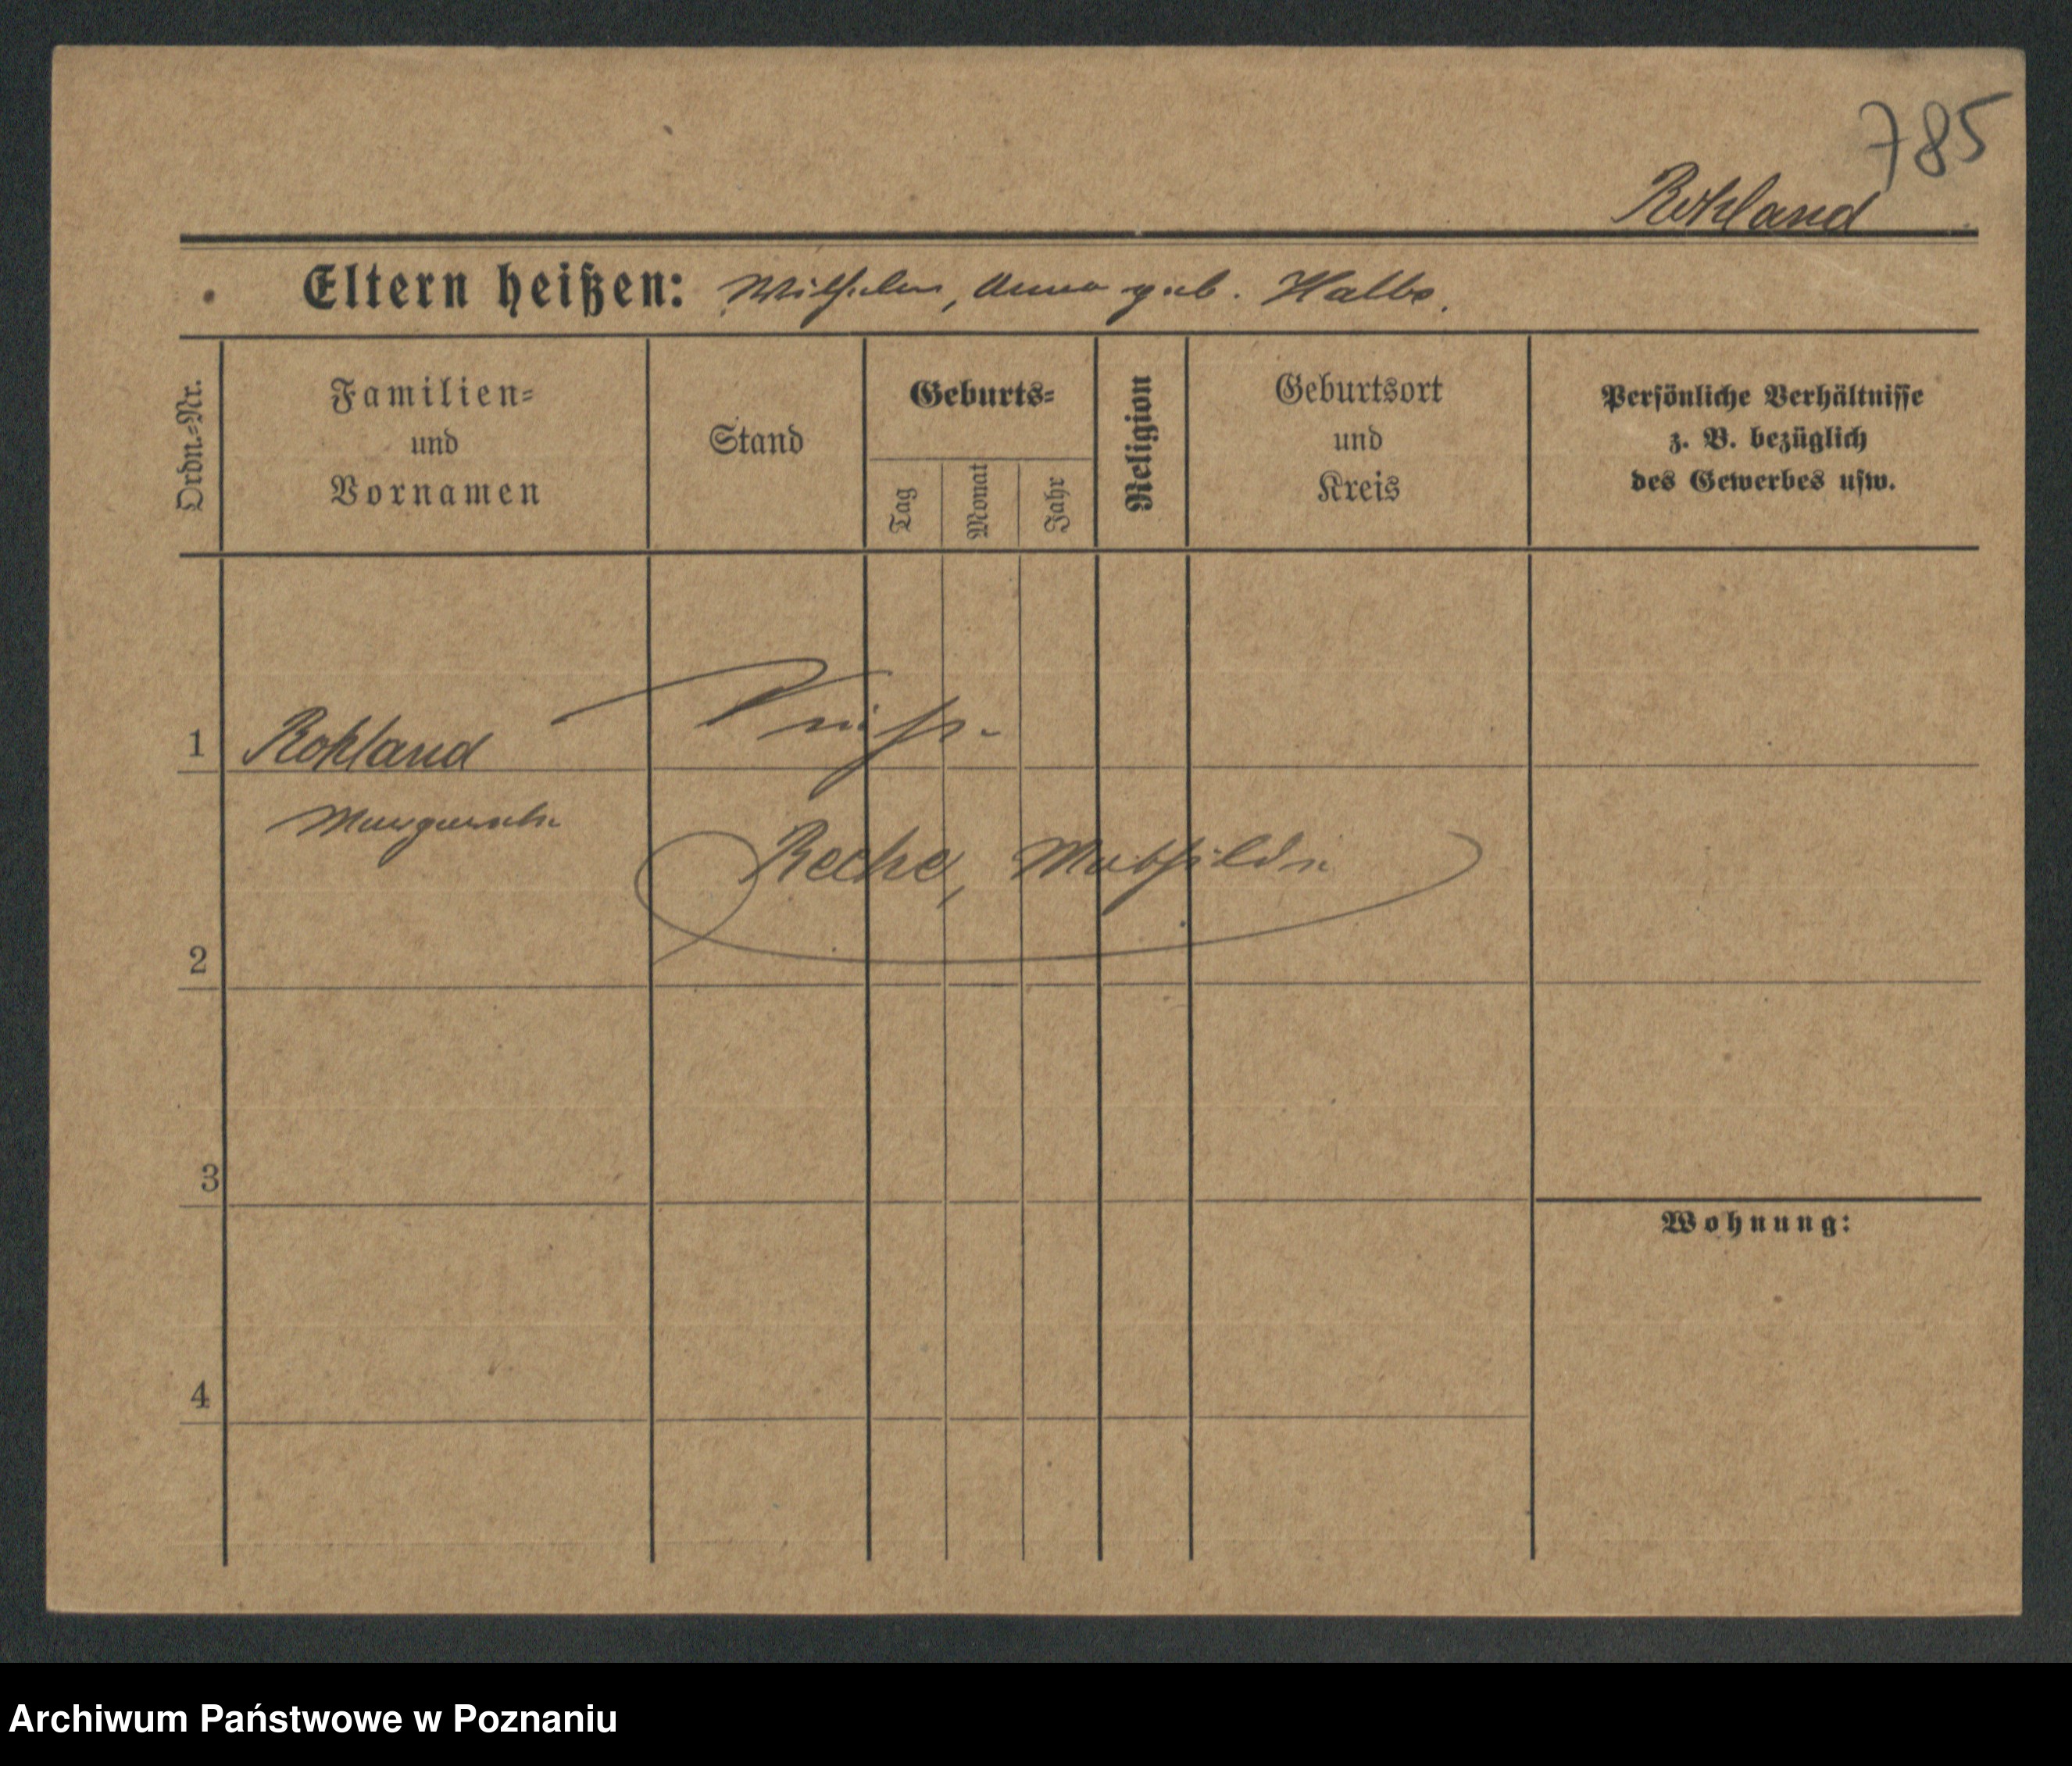 785
Rohland
Eltern heißen: Wilhelm, Anna geb. Halbe.
Ordn.-Nr.
Familien-
und
Vornamen
Stand
Geburts-
Tag
Monat
Jahr
Religion
Geburtsort
und
Kreis
Persönliche Verhältnisse
z. B. bezüglich
des Gewerbes usw.
1 Rohland
siehe
Margarethe
Reche, Mathilde
2
3
Wohnung:
4
Archiwum Państwowe w Poznaniu